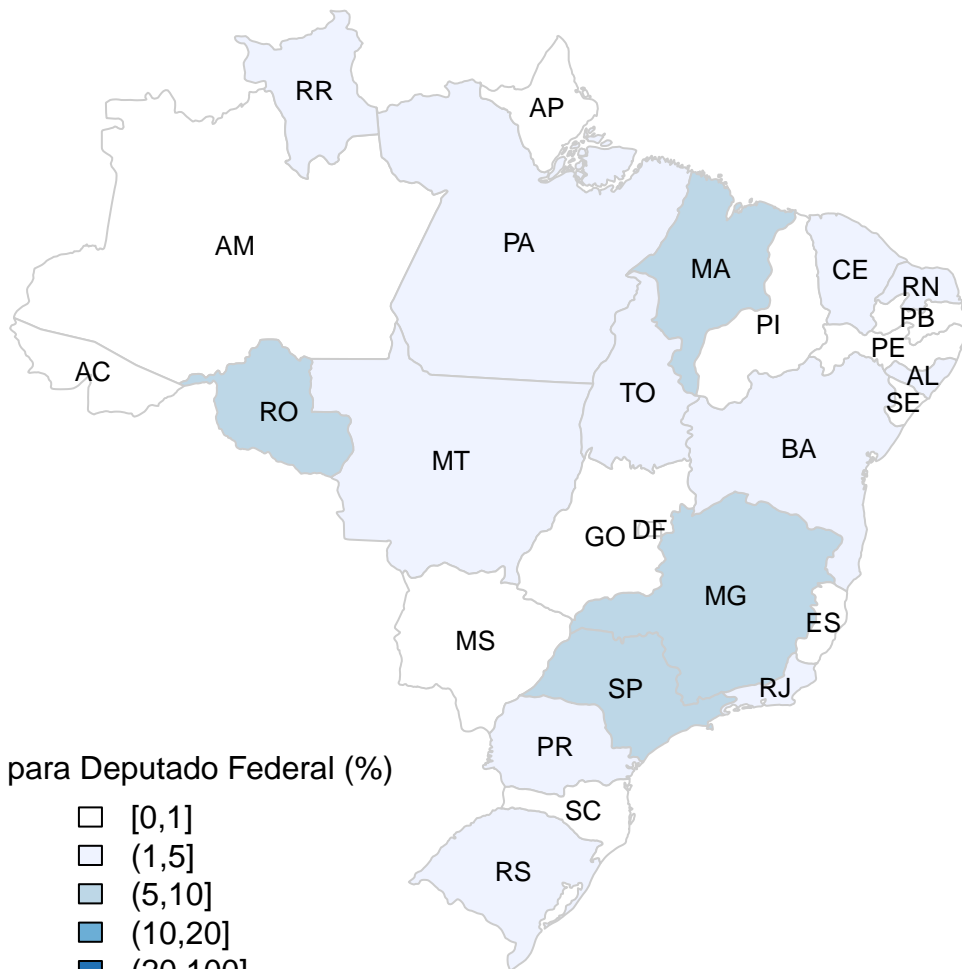 RR
AP
AM
PA
MA
CE
RN
PB
PI
PE
AC
AL
TO
SE
RO
BA
MT
DF
GO
MG
ES
MS
SP
RJ
PR
para Deputado Federal (%)
SC
[0,1]
(1,5]
RS
(5,10]
(10,20]
(20,100]